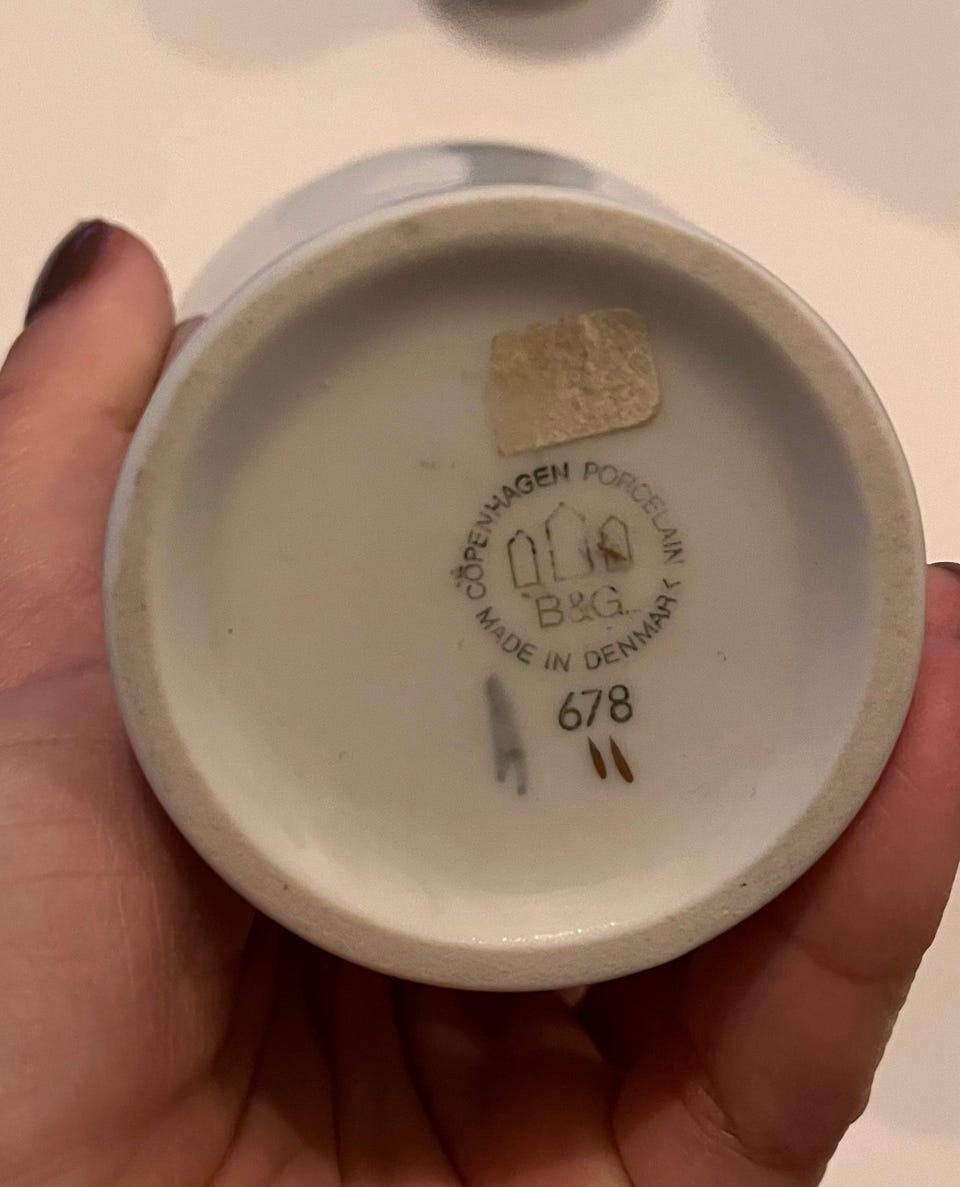 COPENHAGEN PORCELAIN
B&G
MADE IN DENMARK
678